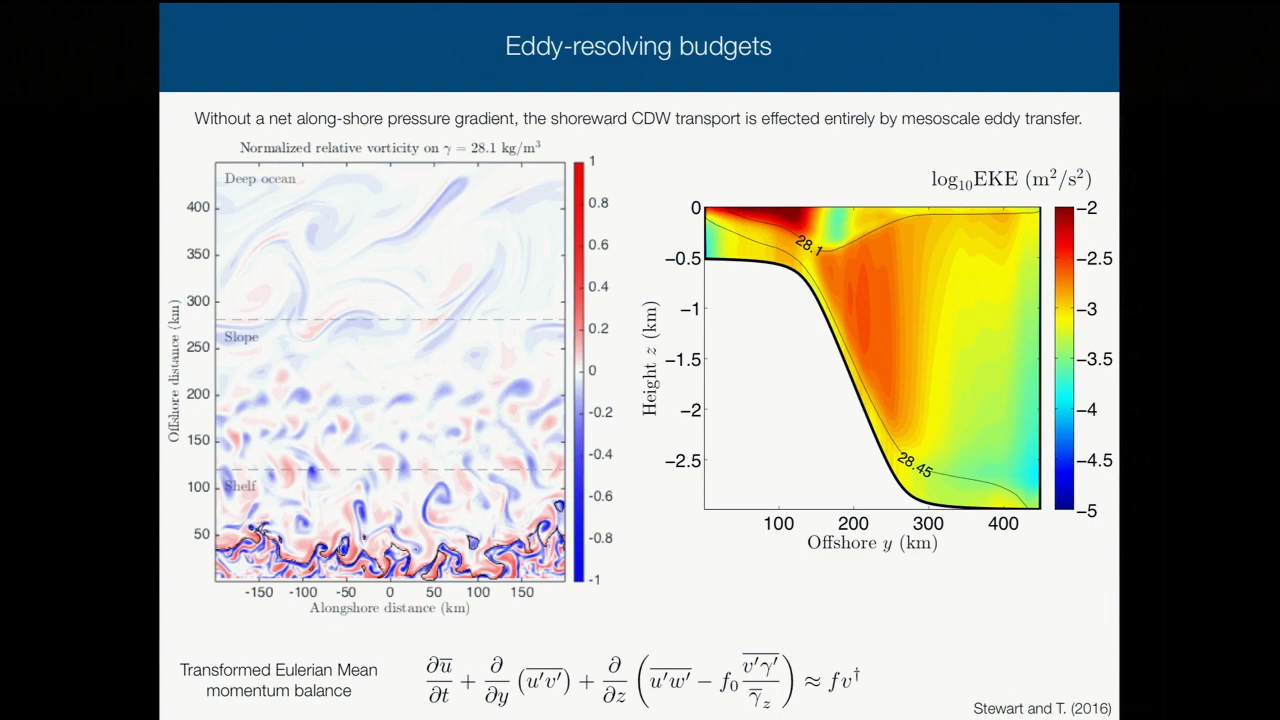 Eddy-resolving budgets
Without a net along-shore pressure gradient, the shoreward CDW transport is effected entirely by mesoscale eddy transfer.
Normalized relative vorticity on γ = 28.1 kg/m³
Deep ocean
Slope
Shelf
400
350
300
250
200
150
100
50
Offshore distance (km)
-150 -100 -50 0 50 100 150
Alongshore distance (km)
1
0.8
0.6
0.4
0.2
0
-0.2
-0.4
-0.6
-0.8
-1
log₁₀EKE (m²/s²)
0
−0.5
−1
−1.5
−2
−2.5
Height z (km)
28.1
28.45
100 200 300 400
Offshore y (km)
−2
−2.5
−3
−3.5
−4
−4.5
−5
Transformed Eulerian Mean
momentum balance
∂u̅/∂t + ∂/∂y (u′v′‾) + ∂/∂z (u′w′‾ − f₀ v′γ′‾/γ̅_z) ≈ fv†
Stewart and T. (2016)